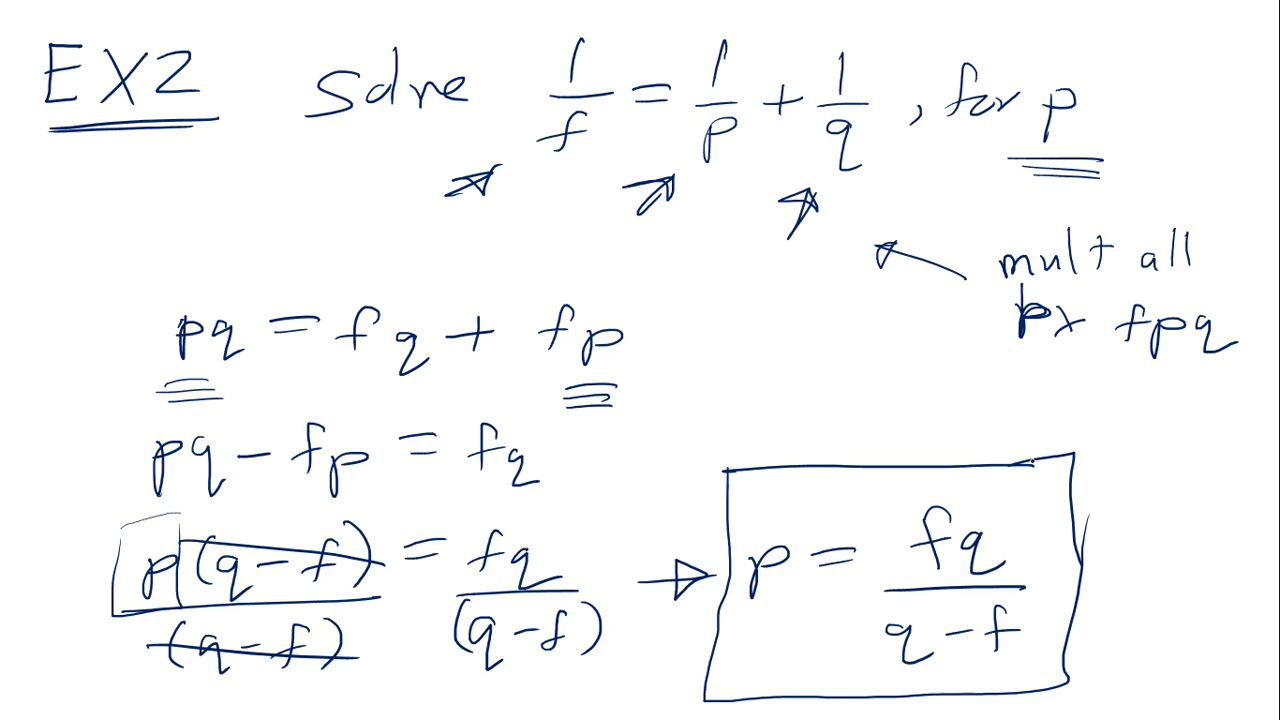 EX2 Solve 1/f = 1/p + 1/q , for p
mult all
by fpq
pq = fq + fp
pq - fp = fq
p(q-f)/(q-f) = fq/(q-f)
p = fq/(q-f)